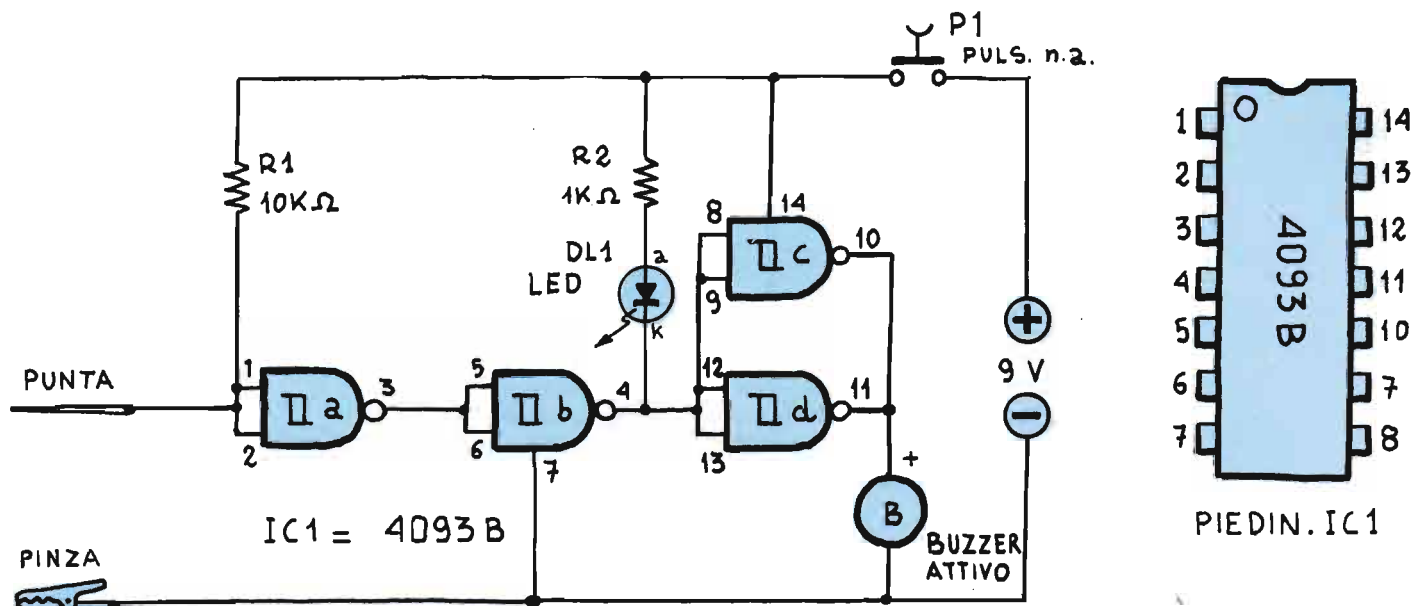 P1
PULS. n.a.
R1
10KΩ
R2
1KΩ
DL1
LED
a
k
8
9
14
c
10
PUNTA
1
2
a
3
5
6
b
4
7
12
13
d
11
+
B
BUZZER
ATTIVO
+
9 V
−
IC1 = 4093B
PINZA
1
2
3
4
5
6
7
4093B
14
13
12
11
10
7
8
PIEDIN. IC1